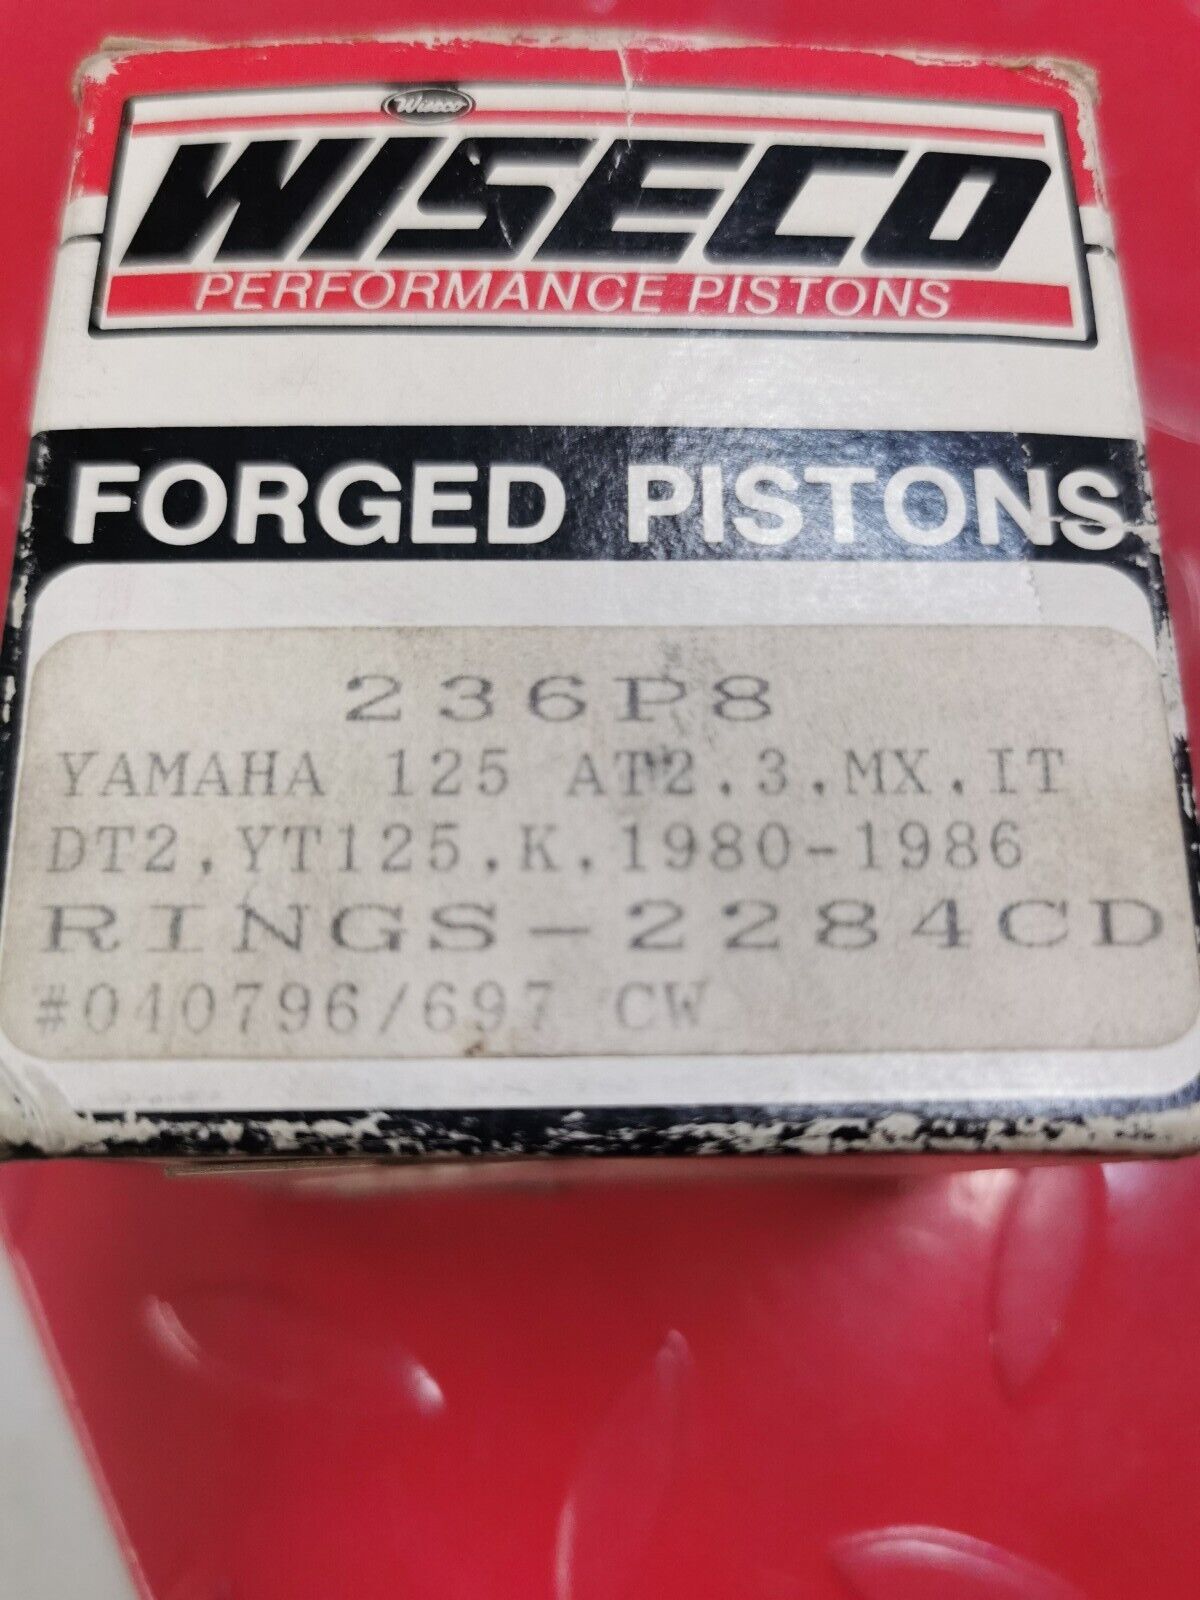 Wiseco
WISECO
PERFORMANCE PISTONS
FORGED PISTONS
236P8
YAMAHA 125 AT2.3.MX.IT
DT2,YT125.K.1980-1986
RINGS-2284CD
#040796/697 CW